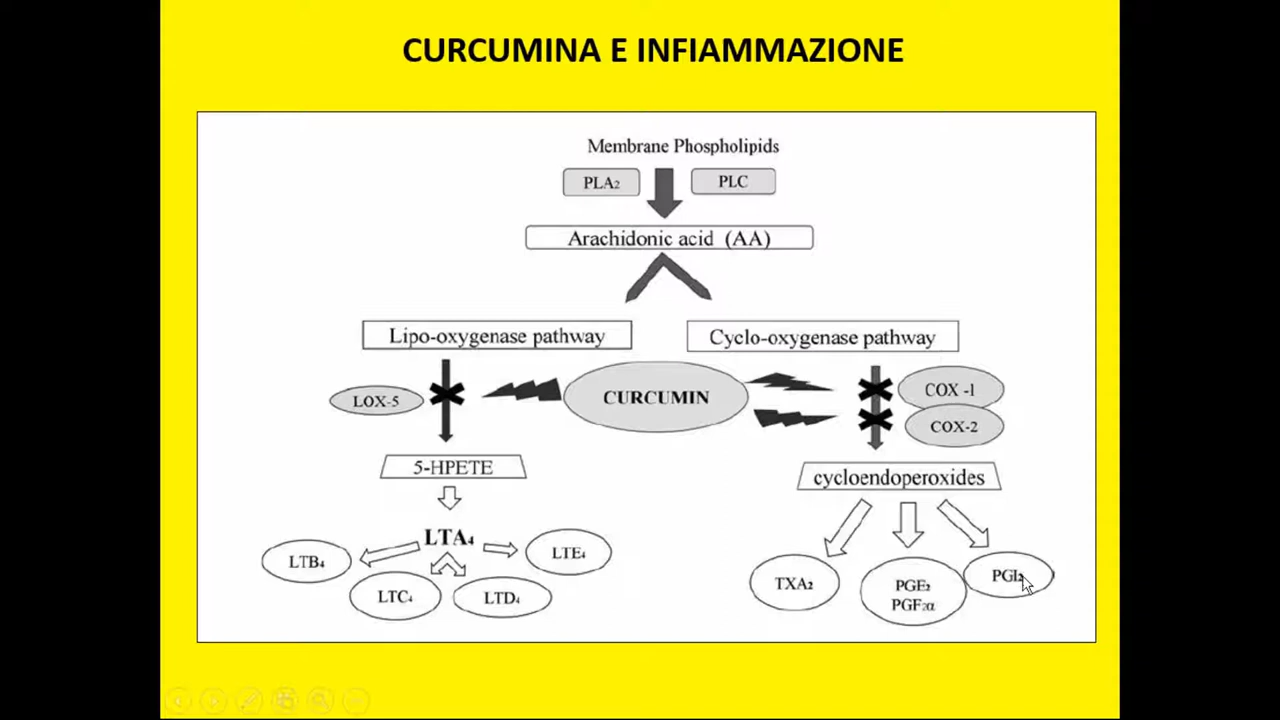 CURCUMINA E INFIAMMAZIONE
Membrane Phospholipids
PLA₂
PLC
Arachidonic acid (AA)
Lipo-oxygenase pathway
Cyclo-oxygenase pathway
LOX-5
CURCUMIN
COX -1
COX-2
5-HPETE
cycloendoperoxides
LTA₄
LTB₄
LTE₄
LTC₄
LTD₄
TXA₂
PGE₂
PGF₂α
PGI₂